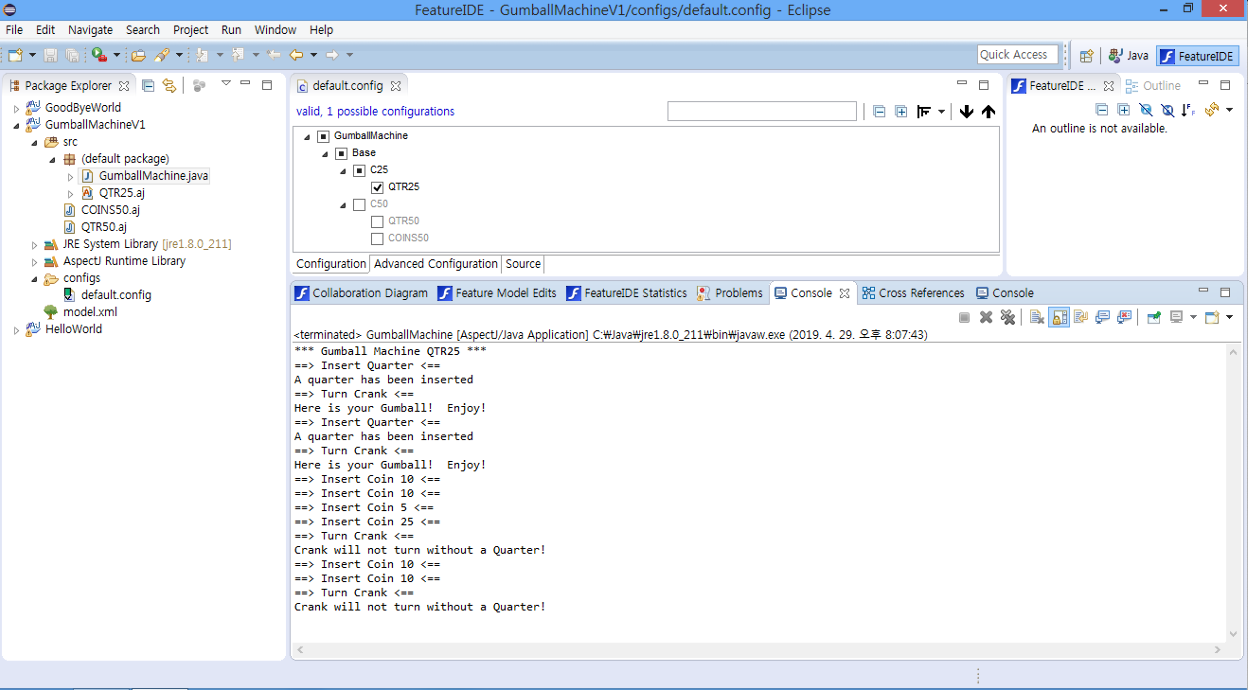 FeatureIDE - GumballMachineV1/configs/default.config - Eclipse
File Edit Navigate Search Project Run Window Help
Quick Access
Java
FeatureIDE
Package Explorer
GoodByeWorld
GumballMachineV1
src
(default package)
GumballMachine.java
QTR25.aj
COINS50.aj
QTR50.aj
JRE System Library [jre1.8.0_211]
AspectJ Runtime Library
configs
default.config
model.xml
HelloWorld
default.config
valid, 1 possible configurations
GumballMachine
Base
C25
QTR25
C50
QTR50
COINS50
Configuration Advanced Configuration Source
FeatureIDE ... Outline
An outline is not available.
Collaboration Diagram Feature Model Edits FeatureIDE Statistics Problems Console Cross References Console
<terminated> GumballMachine [AspectJ/Java Application] C:₩Java₩jre1.8.0_211₩bin₩javaw.exe (2019. 4. 29. 오후 8:07:43)
*** Gumball Machine QTR25 ***
==> Insert Quarter <==
A quarter has been inserted
==> Turn Crank <==
Here is your Gumball!  Enjoy!
==> Insert Quarter <==
A quarter has been inserted
==> Turn Crank <==
Here is your Gumball!  Enjoy!
==> Insert Coin 10 <==
==> Insert Coin 10 <==
==> Insert Coin 5 <==
==> Insert Coin 25 <==
==> Turn Crank <==
Crank will not turn without a Quarter!
==> Insert Coin 10 <==
==> Insert Coin 10 <==
==> Turn Crank <==
Crank will not turn without a Quarter!